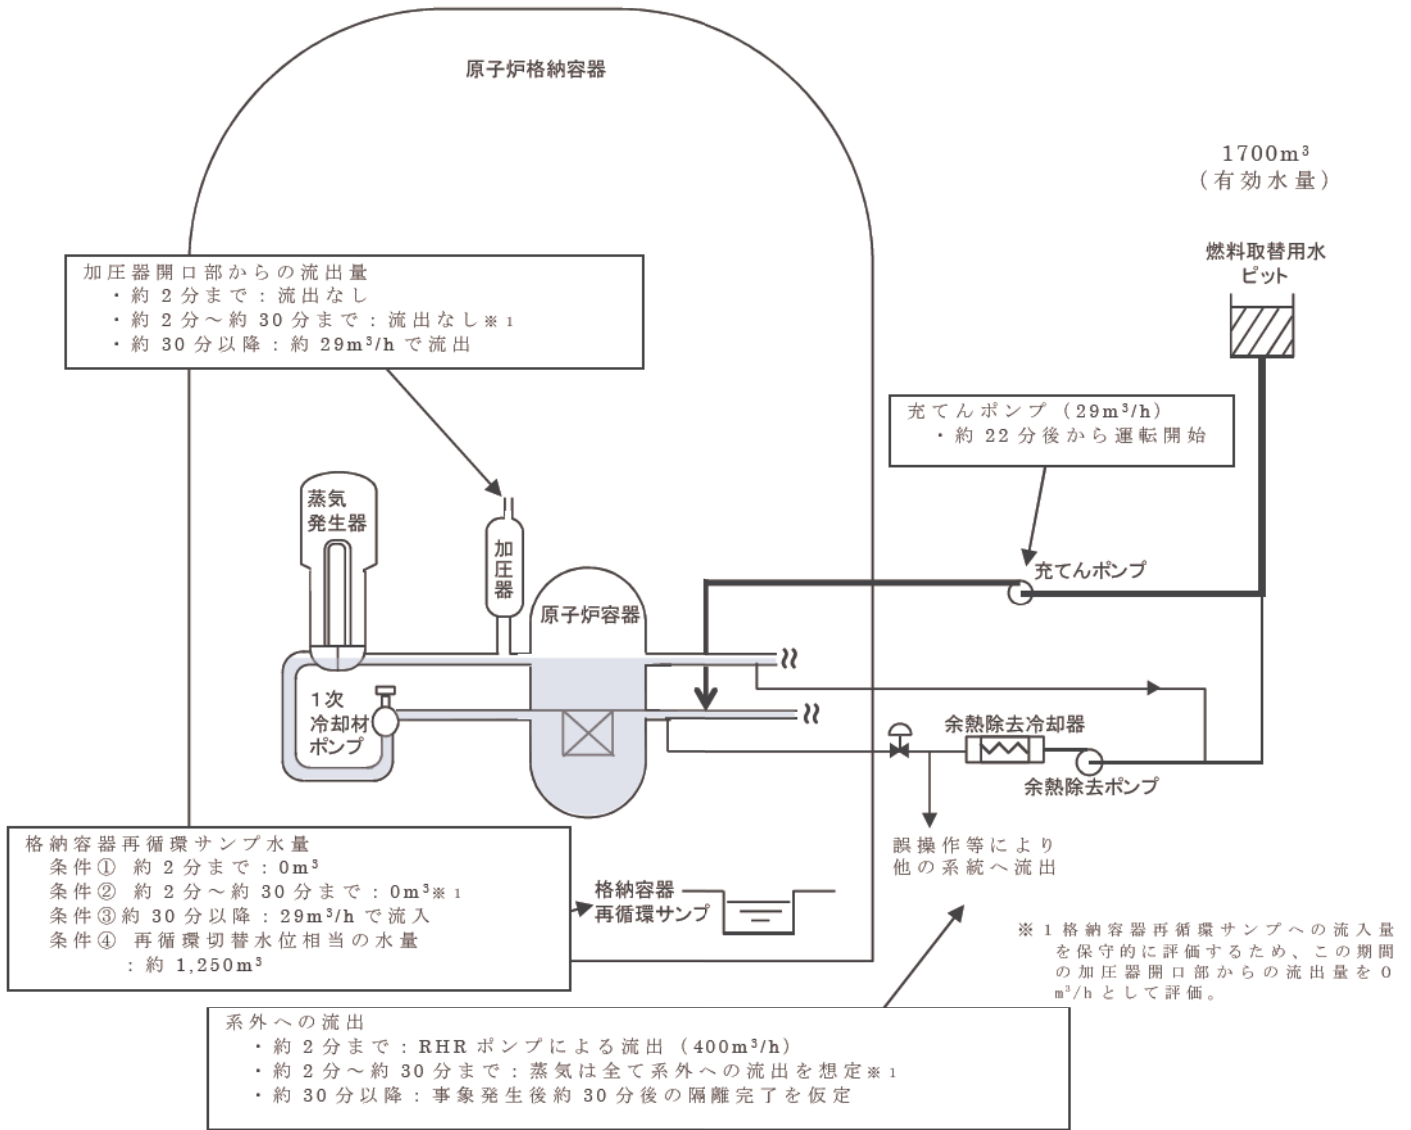 原子炉格納容器
1700m³
（有効水量）
燃料取替用水
ピット
加圧器開口部からの流出量
・約2分まで：流出なし
・約2分～約30分まで：流出なし※1
・約30分以降：約29m³/hで流出
充てんポンプ（29m³/h）
・約22分後から運転開始
蒸気
発生器
加圧器
原子炉容器
充てんポンプ
1次
冷却材
ポンプ
余熱除去冷却器
余熱除去ポンプ
誤操作等により
他の系統へ流出
格納容器再循環サンプ水量
条件① 約2分まで：0m³
条件② 約2分～約30分まで：0m³※1
条件③約30分以降：29m³/hで流入
条件④ 再循環切替水位相当の水量
：約1,250m³
格納容器
再循環サンプ
※1格納容器再循環サンプへの流入量
を保守的に評価するため、この期間
の加圧器開口部からの流出量を0
m³/hとして評価。
系外への流出
・約2分まで：RHRポンプによる流出（400m³/h）
・約2分～約30分まで：蒸気は全て系外への流出を想定※1
・約30分以降：事象発生後約30分後の隔離完了を仮定